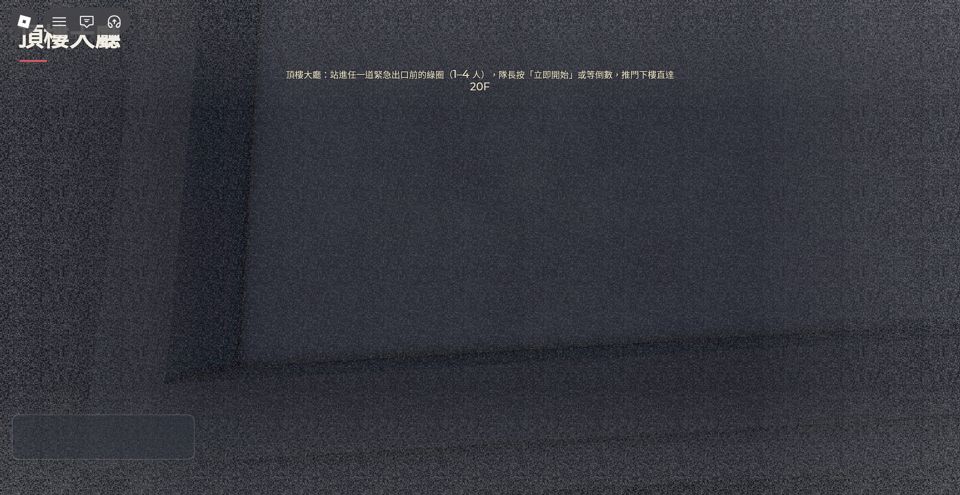 頂樓大廳
頂樓大廳：站進任一道緊急出口前的綠圈（1–4 人），隊長按「立即開始」或等倒數，推門下樓直達
20F